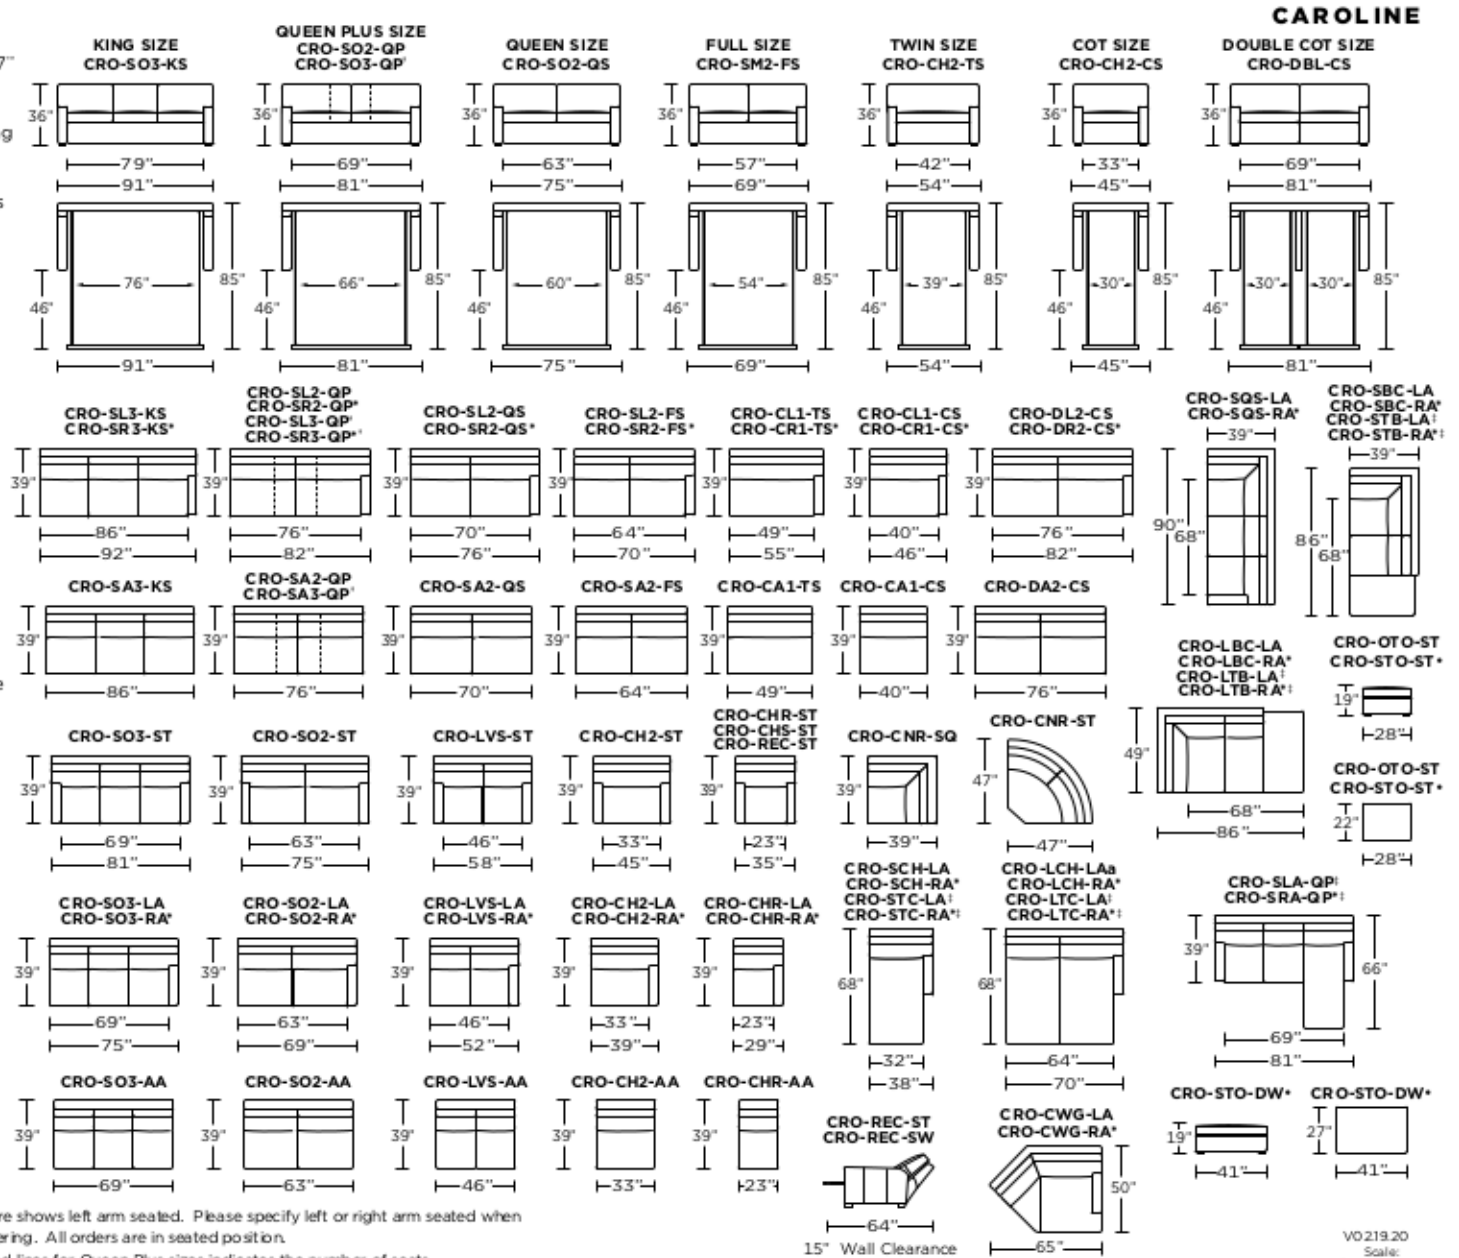 CAROLINE
KING SIZE
CRO-SO3-KS
QUEEN PLUS SIZE
CRO-SO2-QP
CRO-SO3-QP†
QUEEN SIZE
CRO-SO2-QS
FULL SIZE
CRO-SM2-FS
TWIN SIZE
CRO-CH2-TS
COT SIZE
CRO-CH2-CS
DOUBLE COT SIZE
CRO-DBL-CS
36" 36" 36" 36" 36" 36" 36"
79" 69" 63" 57" 42" 33" 69"
91" 81" 75" 69" 54" 45" 81"
76" 66" 60" 54" 39" 30" 30" 30"
85" 85" 85" 85" 85" 85" 85"
46" 46" 46" 46" 46" 46" 46"
91" 81" 75" 69" 54" 45" 81"
CRO-SL3-KS
CRO-SR3-KS*
CRO-SL2-QP
CRO-SR2-QP*
CRO-SL3-QP†
CRO-SR3-QP*†
CRO-SL2-QS
CRO-SR2-QS*
CRO-SL2-FS
CRO-SR2-FS*
CRO-CL1-TS
CRO-CR1-TS*
CRO-CL1-CS
CRO-CR1-CS*
CRO-DL2-CS
CRO-DR2-CS*
39" 39" 39" 39" 39" 39" 39"
86" 76" 70" 64" 49" 40" 76"
92" 82" 76" 70" 55" 46" 82"
CRO-SQS-LA
CRO-SQS-RA*
39"
90"
68"
CRO-SBC-LA
CRO-SBC-RA*
CRO-STB-LA‡
CRO-STB-RA*‡
39"
86"
68"
CRO-SA3-KS
CRO-SA2-QP
CRO-SA3-QP†
CRO-SA2-QS
CRO-SA2-FS
CRO-CA1-TS
CRO-CA1-CS
CRO-DA2-CS
39" 39" 39" 39" 39" 39" 39"
86" 76" 70" 64" 49" 40" 76"
CRO-LBC-LA
CRO-LBC-RA*
CRO-LTB-LA‡
CRO-LTB-RA*‡
49"
68"
86"
CRO-OTO-ST
CRO-STO-ST*
19"
28"
CRO-OTO-ST
CRO-STO-ST*
22"
28"
CRO-SO3-ST
CRO-SO2-ST
CRO-LVS-ST
CRO-CH2-ST
CRO-CHR-ST
CRO-CHS-ST
CRO-REC-ST
CRO-CNR-SQ
CRO-CNR-ST
39" 39" 39" 39" 39" 39" 47"
69" 63" 46" 33" 23" 39" 47"
81" 75" 58" 45" 35"
CRO-SO3-LA
CRO-SO3-RA*
CRO-SO2-LA
CRO-SO2-RA*
CRO-LVS-LA
CRO-LVS-RA*
CRO-CH2-LA
CRO-CH2-RA*
CRO-CHR-LA
CRO-CHR-RA*
39" 39" 39" 39" 39"
69" 63" 46" 33" 23"
75" 69" 52" 39" 29"
CRO-SCH-LA
CRO-SCH-RA*
CRO-STC-LA‡
CRO-STC-RA*‡
68"
32"
38"
CRO-LCH-LAa
CRO-LCH-RA*
CRO-LTC-LA‡
CRO-LTC-RA*‡
68"
64"
70"
CRO-SLA-QP‡
CRO-SRA-QP*‡
39"
66"
69"
81"
CRO-SO3-AA
CRO-SO2-AA
CRO-LVS-AA
CRO-CH2-AA
CRO-CHR-AA
39" 39" 39" 39" 39"
69" 63" 46" 33" 23"
CRO-REC-ST
CRO-REC-SW
64"
15" Wall Clearance
CRO-CWG-LA
CRO-CWG-RA*
50"
65"
CRO-STO-DW*
19"
41"
CRO-STO-DW*
27"
41"
re shows left arm seated. Please specify left or right arm seated when
ering. All orders are in seated position.
V02.19.20
Scale: